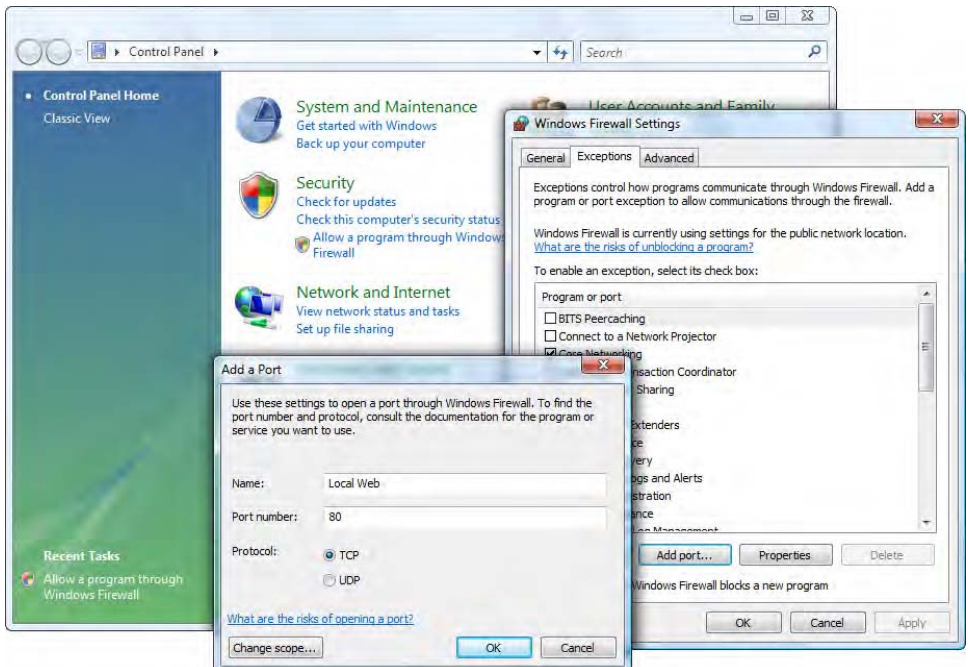 Control Panel
Search
Control Panel Home
Classic View
System and Maintenance
Get started with Windows
Back up your computer
Security
Check for updates
Check this computer's security status
Allow a program through Windows
Firewall
Network and Internet
View network status and tasks
Set up file sharing
User Accounts and Family
Recent Tasks
Allow a program through
Windows Firewall
Windows Firewall Settings
General Exceptions Advanced
Exceptions control how programs communicate through Windows Firewall. Add a
program or port exception to allow communications through the firewall.
Windows Firewall is currently using settings for the public network location.
What are the risks of unblocking a program?
To enable an exception, select its check box:
Program or port
BITS Peercaching
Connect to a Network Projector
Core Networking
Coordinator
Sharing
Extenders
and Alerts
Management
Add port... Properties Delete
Windows Firewall blocks a new program
OK Cancel Apply
Add a Port
Use these settings to open a port through Windows Firewall. To find the
port number and protocol, consult the documentation for the program or
service you want to use.
Name: Local Web
Port number: 80
Protocol: TCP
UDP
What are the risks of opening a port?
Change scope... OK Cancel